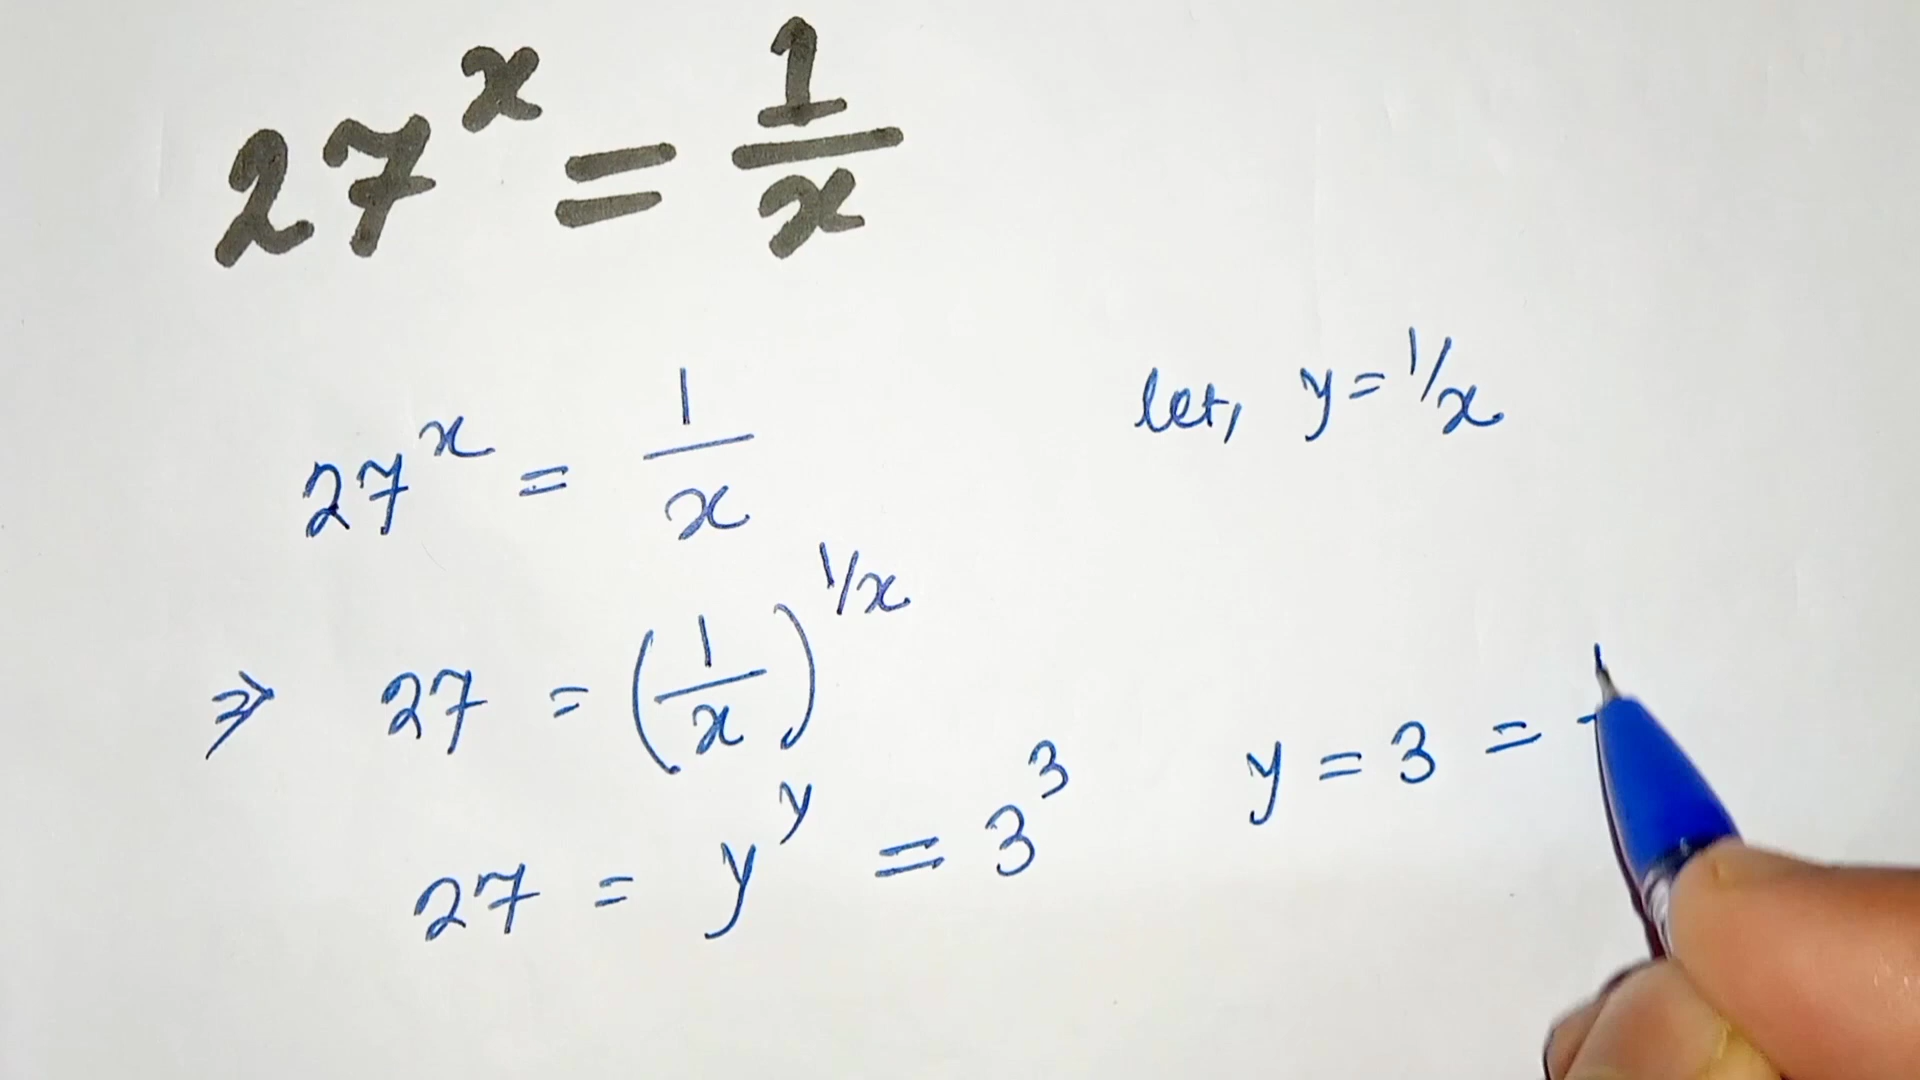 27^x = 1/x
27^x = 1/x
let, y = 1/x
⇒ 27 = (1/x)^1/x
27 = y^y = 3^3
y = 3 =